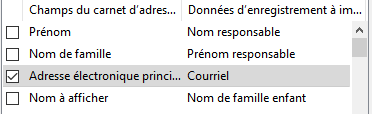 Champs du carnet d'adres... Données d'enregistrement à im...
Prénom Nom responsable
Nom de famille Prénom responsable
Adresse électronique princi... Courriel
Nom à afficher Nom de famille enfant